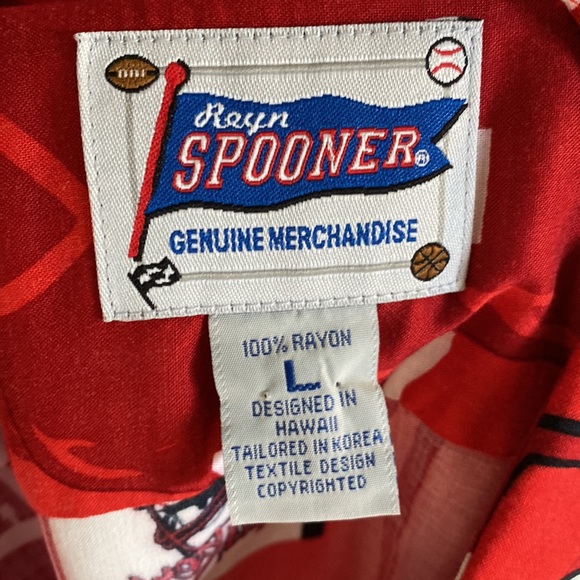 Reyn
SPOONER®
GENUINE MERCHANDISE
100% RAYON
L
DESIGNED IN
HAWAII
TAILORED IN KOREA
TEXTILE DESIGN
COPYRIGHTED